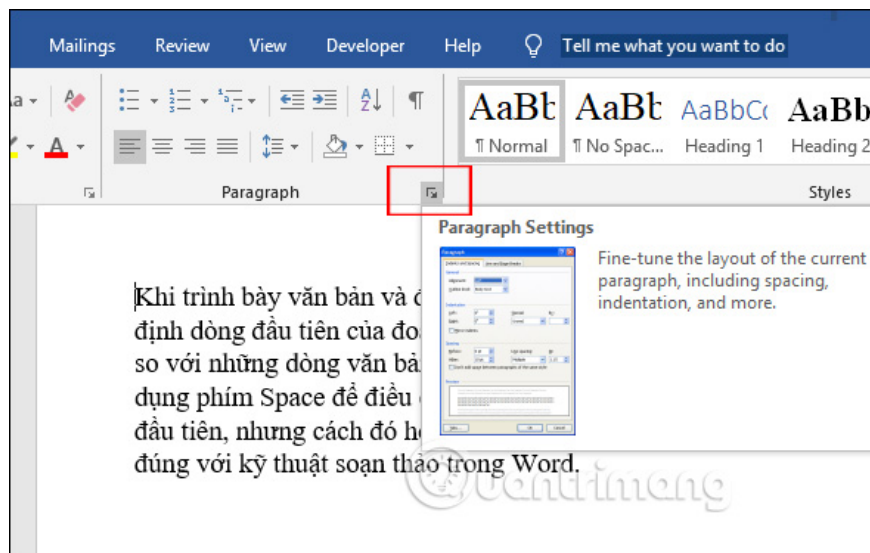 Mailings Review View Developer Help Tell me what you want to do
AaBb AaBb AaBbCc AaBb
¶ Normal ¶ No Spac... Heading 1 Heading 2
Paragraph Styles
Paragraph Settings
Fine-tune the layout of the current
paragraph, including spacing,
indentation, and more.
Khi trình bày văn bản và
định dòng đầu tiên của
so với những dòng văn
dụng phím Space để điều
đầu tiên, nhưng cách đó
đúng với kỹ thuật soạn thảo trong Word.
Quantrimang